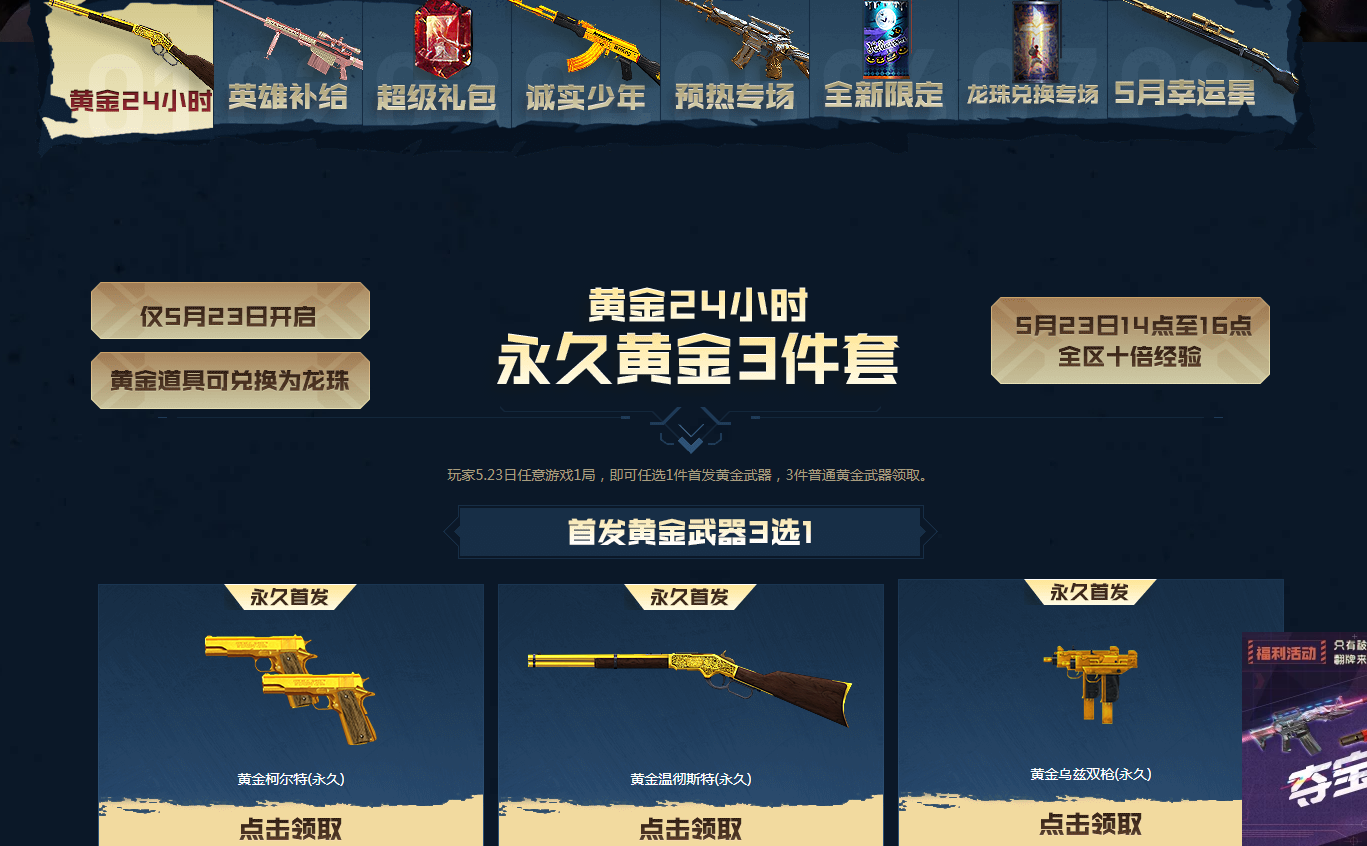 黄金24小时
英雄补给
超级礼包
诚实少年
预热专场
全新限定
龙珠兑换专场
5月幸运星
仅5月23日开启
黄金道具可兑换为龙珠
黄金24小时
永久黄金3件套
5月23日14点至16点
全区十倍经验
玩家5.23日任意游戏1局，即可任选1件首发黄金武器，3件普通黄金武器领取。
首发黄金武器3选1
永久首发
永久首发
永久首发
黄金柯尔特(永久)
黄金温彻斯特(永久)
黄金乌兹双枪(永久)
点击领取
点击领取
点击领取
福利活动
只有
翻牌来
夺宝